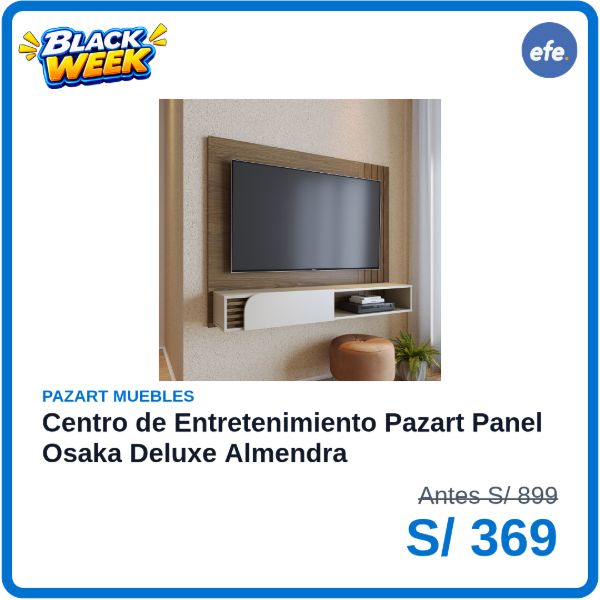 BLACK
WEEK
efe.
PAZART MUEBLES
Centro de Entretenimiento Pazart Panel
Osaka Deluxe Almendra
Antes S/ 899
S/ 369